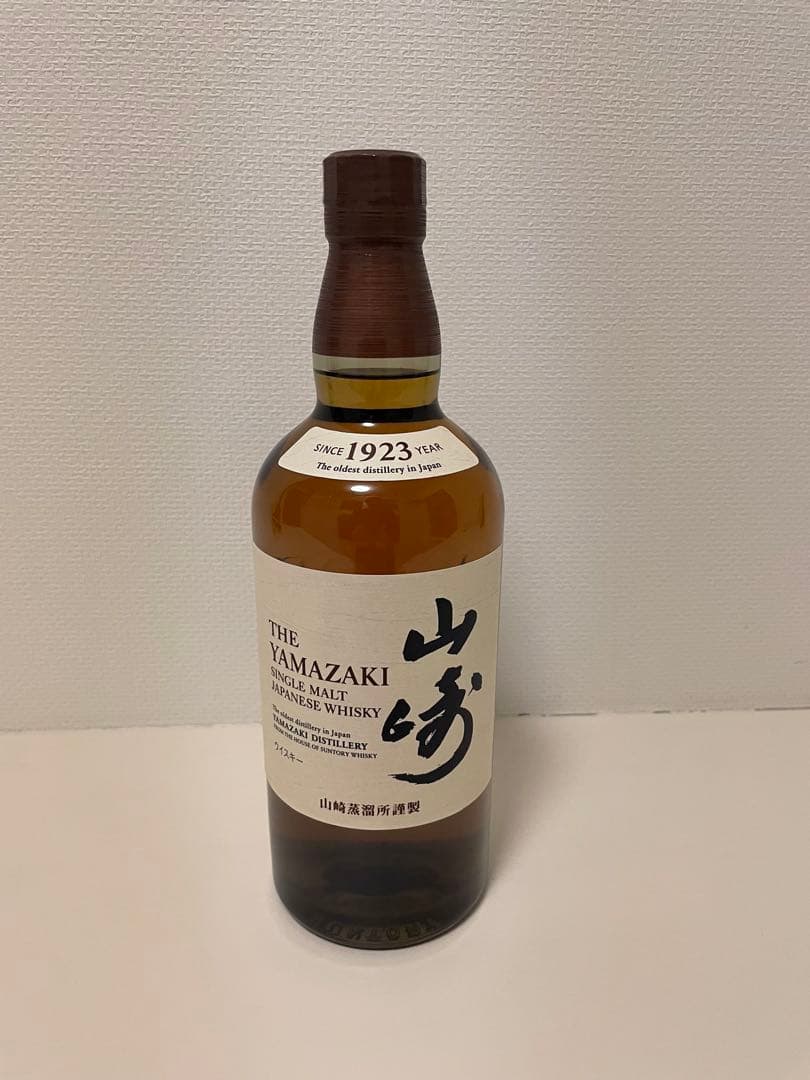 SINCE 1923 YEAR
The oldest distillery in Japan
THE
YAMAZAKI
SINGLE MALT
JAPANESE WHISKY
The oldest distillery in Japan
YAMAZAKI DISTILLERY
FROM THE HOUSE OF SUNTORY WHISKY
ウイスキー
山崎
山崎蒸溜所謹製